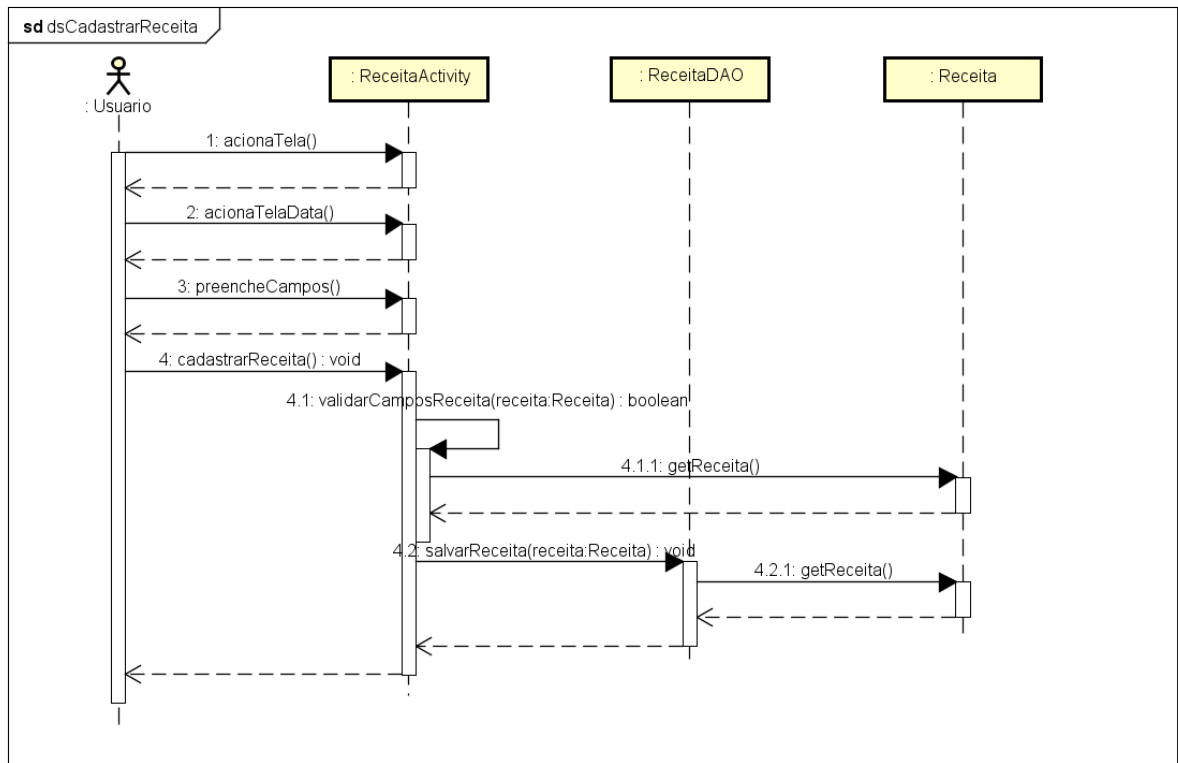 sd dsCadastrarReceita
: Usuario
: ReceitaActivity
: ReceitaDAO
: Receita
1: acionaTela()
2: acionaTelaData()
3: preencheCampos()
4: cadastrarReceita() : void
4.1: validarCamposReceita(receita:Receita) : boolean
4.1.1: getReceita()
4.2: salvarReceita(receita:Receita) : void
4.2.1: getReceita()